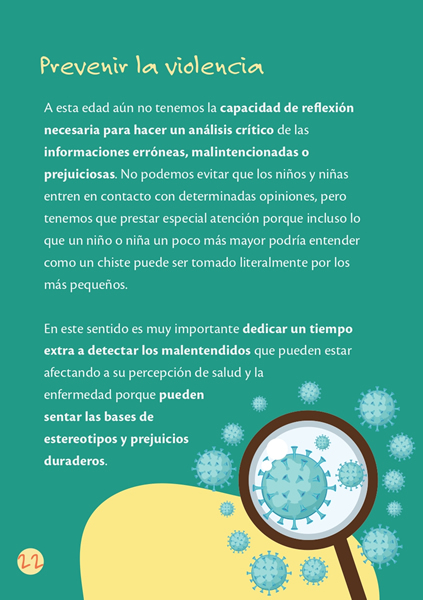 Prevenir la violencia
A esta edad aún no tenemos la capacidad de reflexión
necesaria para hacer un análisis crítico de las
informaciones erróneas, malintencionadas o
prejuiciosas. No podemos evitar que los niños y niñas
entren en contacto con determinadas opiniones, pero
tenemos que prestar especial atención porque incluso lo
que un niño o niña un poco más mayor podría entender
como un chiste puede ser tomado literalmente por los
más pequeños.
En este sentido es muy importante dedicar un tiempo
extra a detectar los malentendidos que pueden estar
afectando a su percepción de salud y la
enfermedad porque pueden
sentar las bases de
estereotipos y prejuicios
duraderos.
22